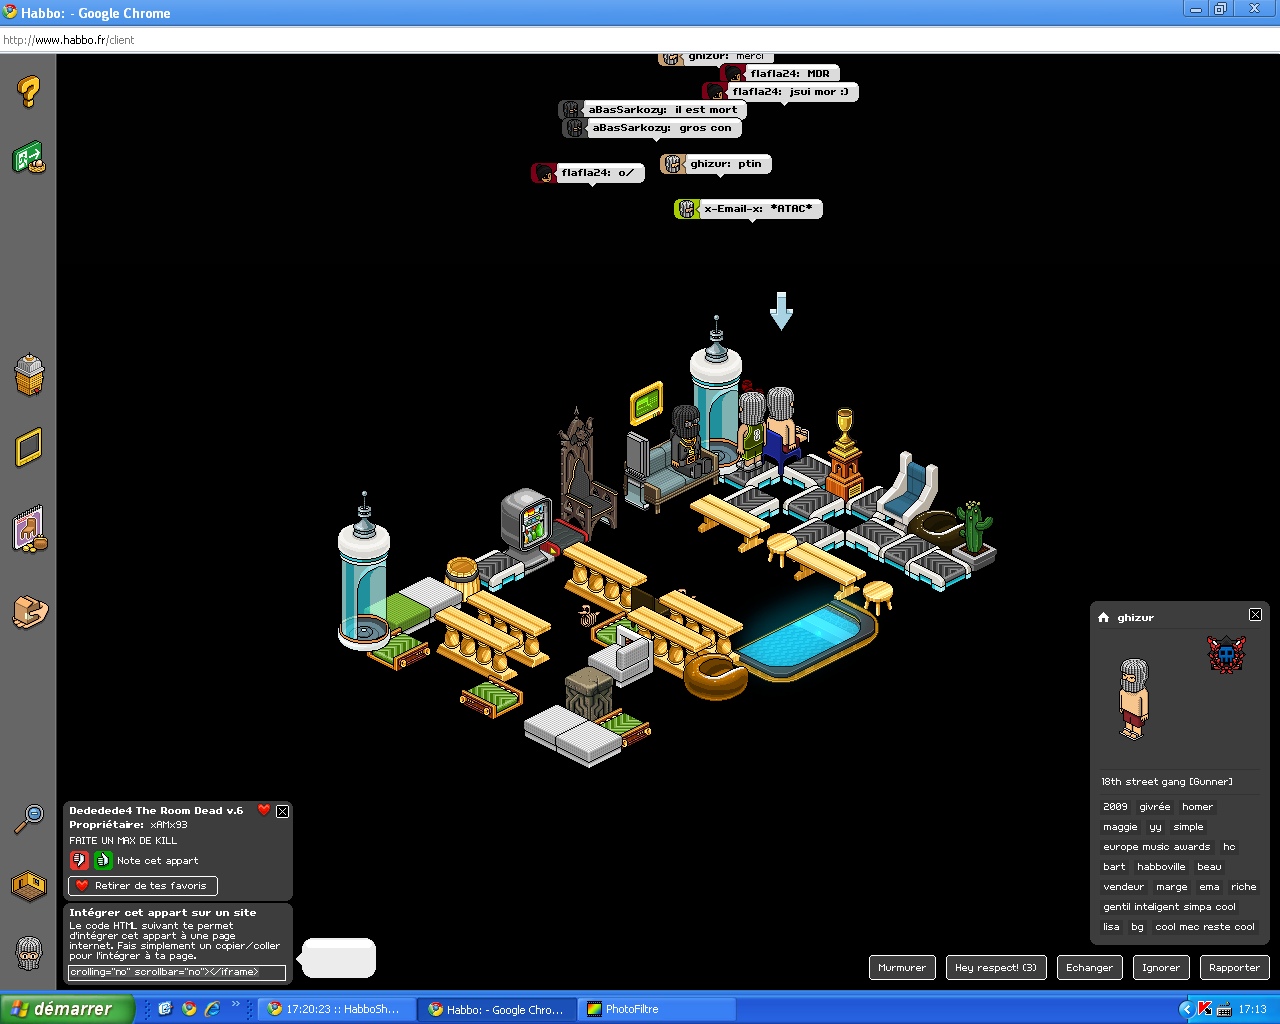 Habbo: - Google Chrome
http://www.habbo.fr/client
ghizur: merci
flafla24: MDR
flafla24: jsui mor :)
aBasSarkozy: il est mort
aBasSarkozy: gros con
ghizur: ptin
flafla24: o/
x-Email-x: *ATAC*
8
ghizur
18th street gang [Gunner]
2009 givrée homer
maggie yy simple
europe music awards hc
bart habboville beau
vendeur marge ema riche
gentil inteligent simpa cool
lisa bg cool mec reste cool
Dededede4 The Room Dead v.6
Propriétaire: xAMx93
FAITE UN MAX DE KILL
Note cet appart
Retirer de tes favoris
Intégrer cet appart sur un site
Le code HTML suivant te permet
d'intégrer cet appart à une page
internet. Fais simplement un copier/coller
pour l'intégrer à ta page.
crolling="no" scrollbar="no"></iframe>
Murmurer Hey respect! (3) Echanger Ignorer Rapporter
démarrer 17:20:23 :: HabboSh... Habbo: - Google Chro... PhotoFiltre 17:13